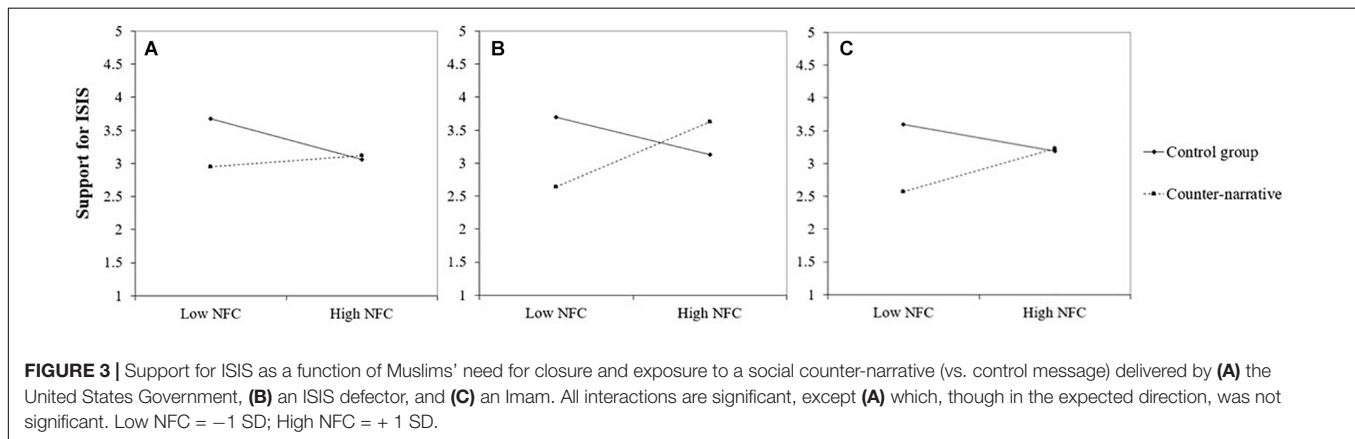 A
B
C
5
5
5
4.5
4.5
4.5
4
4
4
3.5
3.5
3.5
3
3
3
2.5
2.5
2.5
2
2
2
1.5
1.5
1.5
1
1
1
Support for ISIS
Control group
Counter-narrative
Low NFC High NFC
Low NFC High NFC
Low NFC High NFC
FIGURE 3 | Support for ISIS as a function of Muslims’ need for closure and exposure to a social counter-narrative (vs. control message) delivered by (A) the
United States Government, (B) an ISIS defector, and (C) an Imam. All interactions are significant, except (A) which, though in the expected direction, was not
significant. Low NFC = −1 SD; High NFC = + 1 SD.